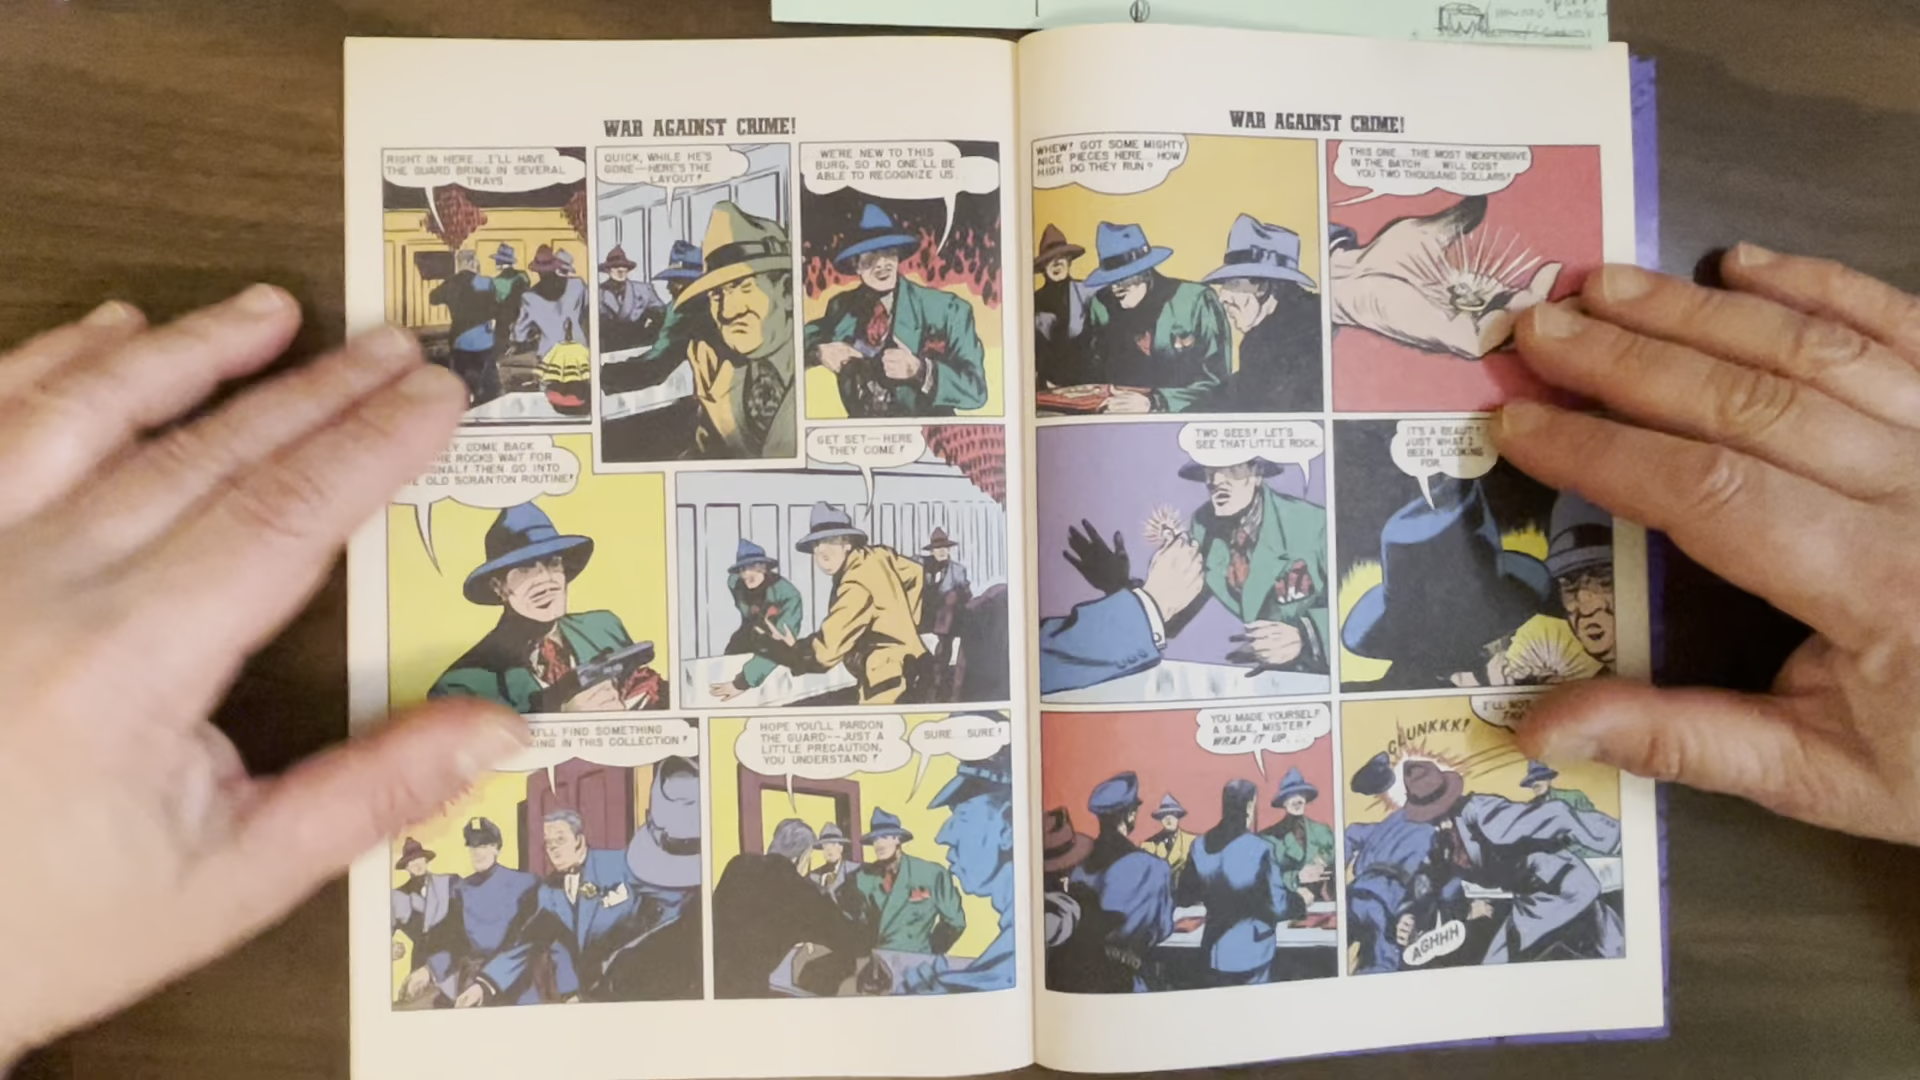 WAR AGAINST CRIME!
RIGHT IN HERE...I'LL HAVE
THE GUARD BRING IN SEVERAL
TRAYS...
QUICK, WHILE HE'S
GONE—HERE'S THE
LAYOUT!
WE'RE NEW TO THIS
BURG, SO NO ONE'LL BE
ABLE TO RECOGNIZE US...
COME BACK
ROCKS WAIT FOR
THEN GO INTO
OLD SCRANTON ROUTINE!
GET SET—HERE
THEY COME!
FIND SOMETHING
IN THIS COLLECTION!
HOPE YOU'LL PARDON
THE GUARD--JUST A
LITTLE PRECAUTION,
YOU UNDERSTAND!
SURE...SURE!
WAR AGAINST CRIME!
WHEW! GOT SOME MIGHTY
NICE PIECES HERE...HOW
HIGH DO THEY RUN?
THIS ONE...THE MOST INEXPENSIVE
IN THE BATCH...WILL COST
YOU TWO THOUSAND DOLLARS!
TWO GEES! LET'S
SEE THAT LITTLE ROCK.
IT'S A BEAUT!
JUST WHAT I
BEEN LOOKING
FOR
YOU MADE YOURSELF
A SALE, MISTER!
WRAP IT UP...
I'LL NOT
CLUNKKK!
AGHHH